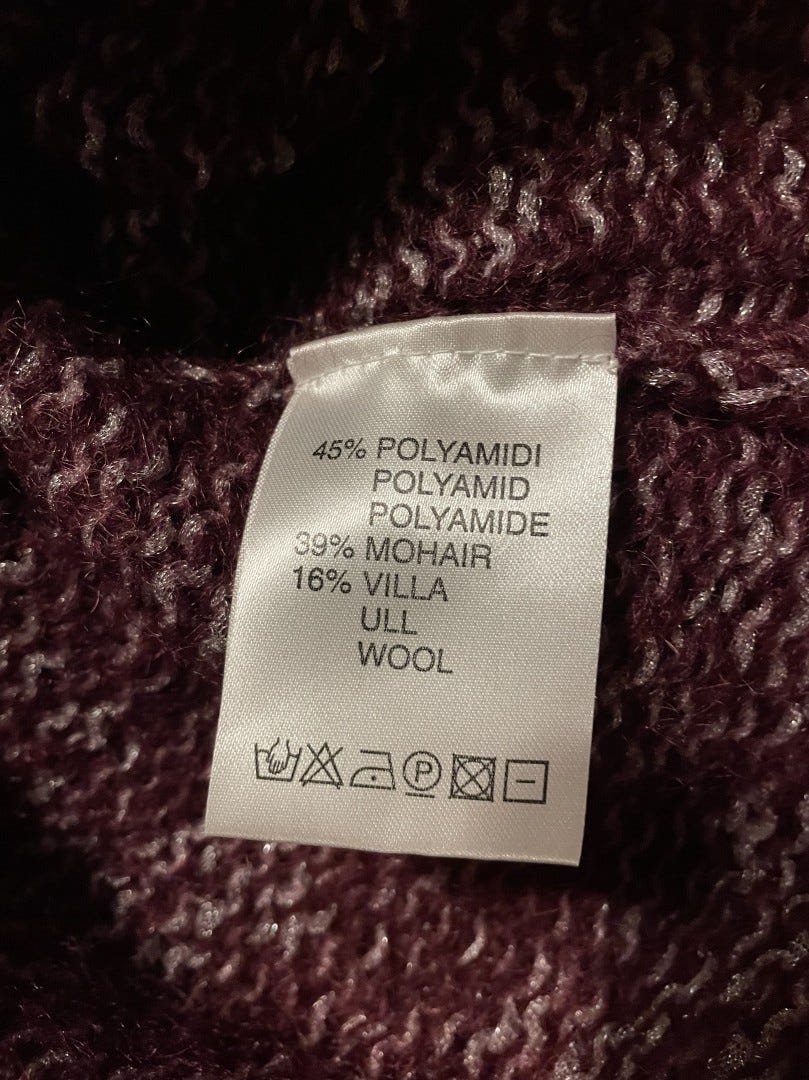 45% POLYAMIDI
POLYAMID
POLYAMIDE
39% MOHAIR
16% VILLA
ULL
WOOL
P